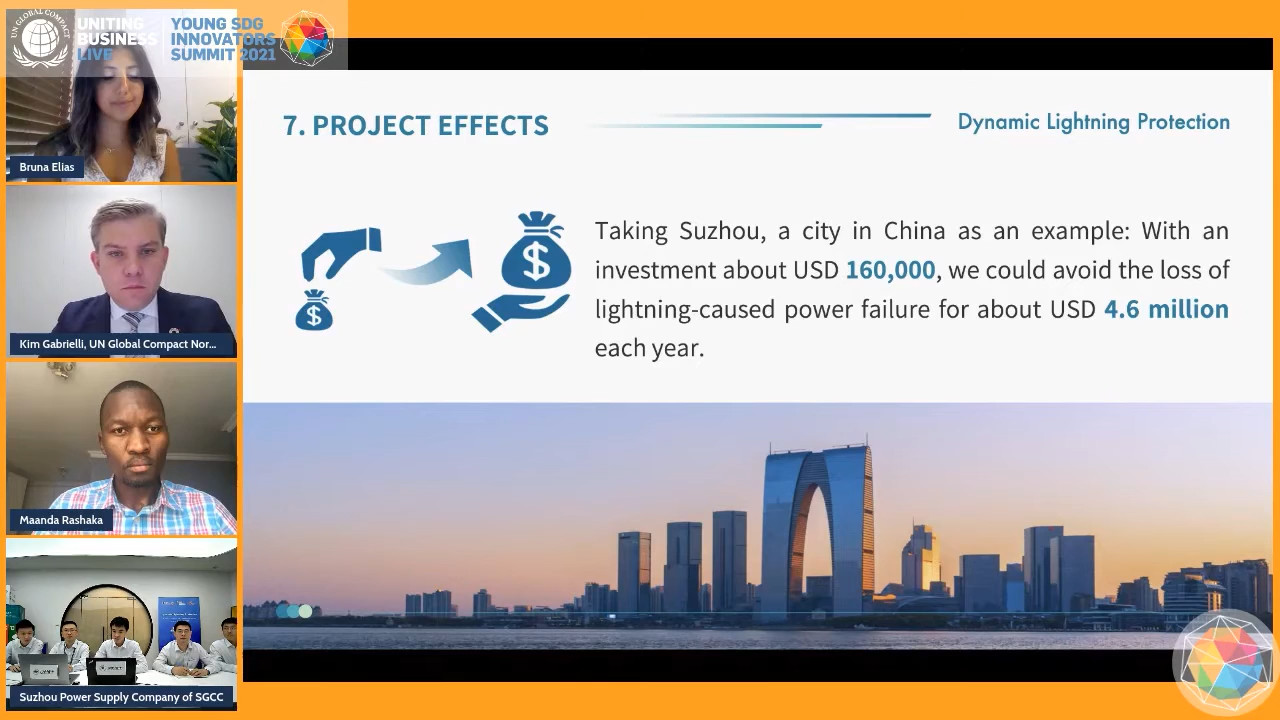 UN GLOBAL COMPACT
UNITING
BUSINESS
LIVE
YOUNG SDG
INNOVATORS
SUMMIT 2021
Bruna Elias
Kim Gabrielli, UN Global Compact Nor...
Maanda Rashaka
Suzhou Power Supply Company of SGCC
7. PROJECT EFFECTS
Dynamic Lightning Protection
Taking Suzhou, a city in China as an example: With an
investment about USD 160,000, we could avoid the loss of
lightning-caused power failure for about USD 4.6 million
each year.